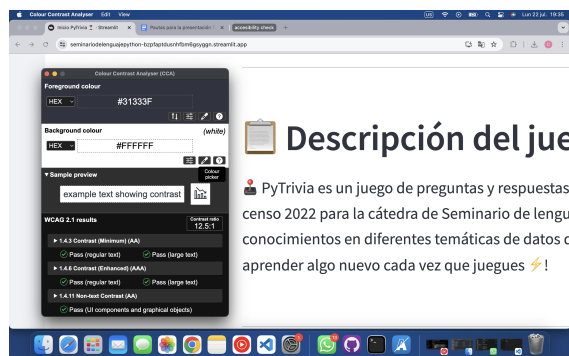 Colour Contrast Analyser Edit View
US
Lun 22 jul. 19:35
Inicio PyTrivia - Streamlit
Pautas para la presentación
accesibility check
seminariodelenguajepython-bzpfaptdusnhfbm6gsyggn.streamlit.app
Colour Contrast Analyser (CCA)
Foreground colour
HEX
#31333F
Background colour
(white)
HEX
#FFFFFF
Colour
picker
Sample preview
example text showing contrast
WCAG 2.1 results
Contrast ratio
12.5:1
1.4.3 Contrast (Minimum) (AA)
Pass (regular text)
Pass (large text)
1.4.6 Contrast (Enhanced) (AAA)
Pass (regular text)
Pass (large text)
1.4.11 Non-text Contrast (AA)
Pass (UI components and graphical objects)
Descripción del jue
PyTrivia es un juego de preguntas y respuestas
censo 2022 para la cátedra de Seminario de lengu
conocimientos en diferentes temáticas de datos
aprender algo nuevo cada vez que juegues ⚡!